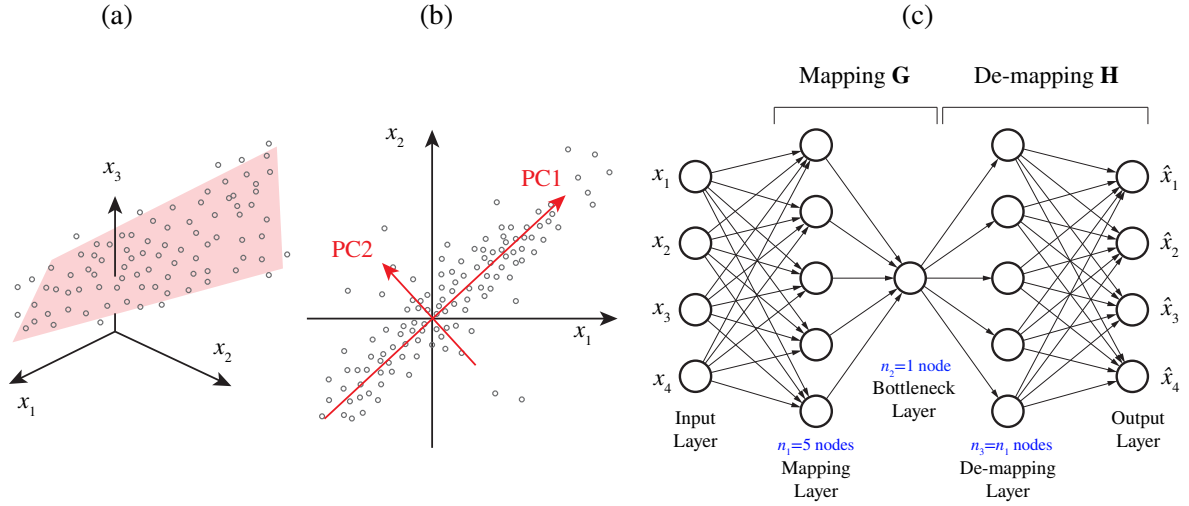 (a)
x₃
x₂
x₁
(b)
x₂
PC1
PC2
x₁
(c)
Mapping G
De-mapping H
x₁
x₂
x₃
x₄
x̂₁
x̂₂
x̂₃
x̂₄
Input
Layer
n₁=5 nodes
Mapping
Layer
n₂=1 node
Bottleneck
Layer
n₃=n₁ nodes
De-mapping
Layer
Output
Layer